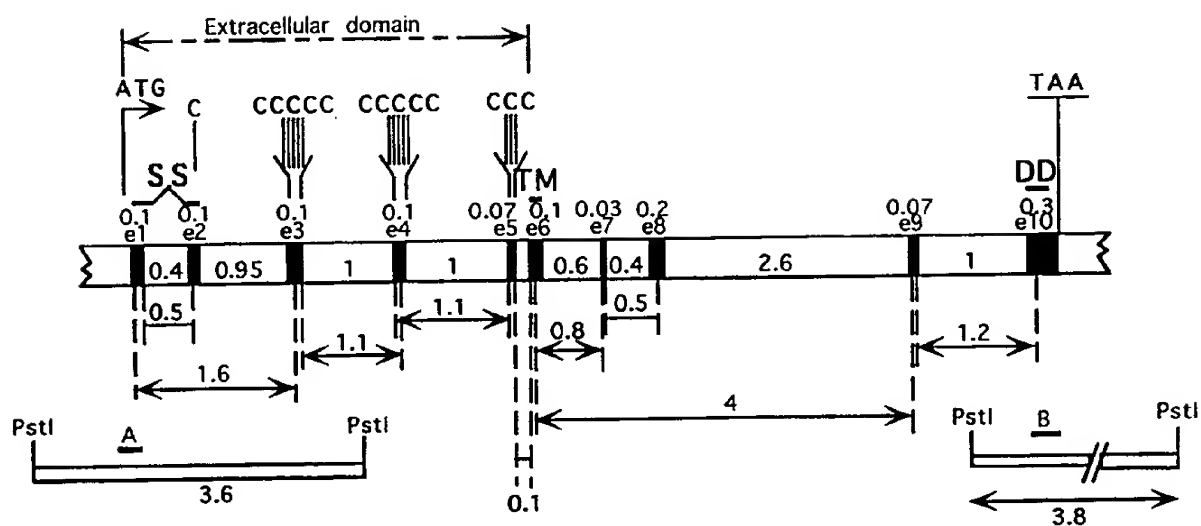 Extracellular domain
ATG C CCCCC CCCCC CCC TAA
SS TM DD
0.1 0.1 0.1 0.1 0.07 0.1 0.03 0.2 0.07 0.3
e1 e2 e3 e4 e5 e6 e7 e8 e9 e10
0.4 0.95 1 1 0.6 0.4 2.6 1
0.5 1.1 1.1 0.8 0.5 1.2
1.6 4
PstI A PstI PstI B PstI
3.6 0.1 3.8